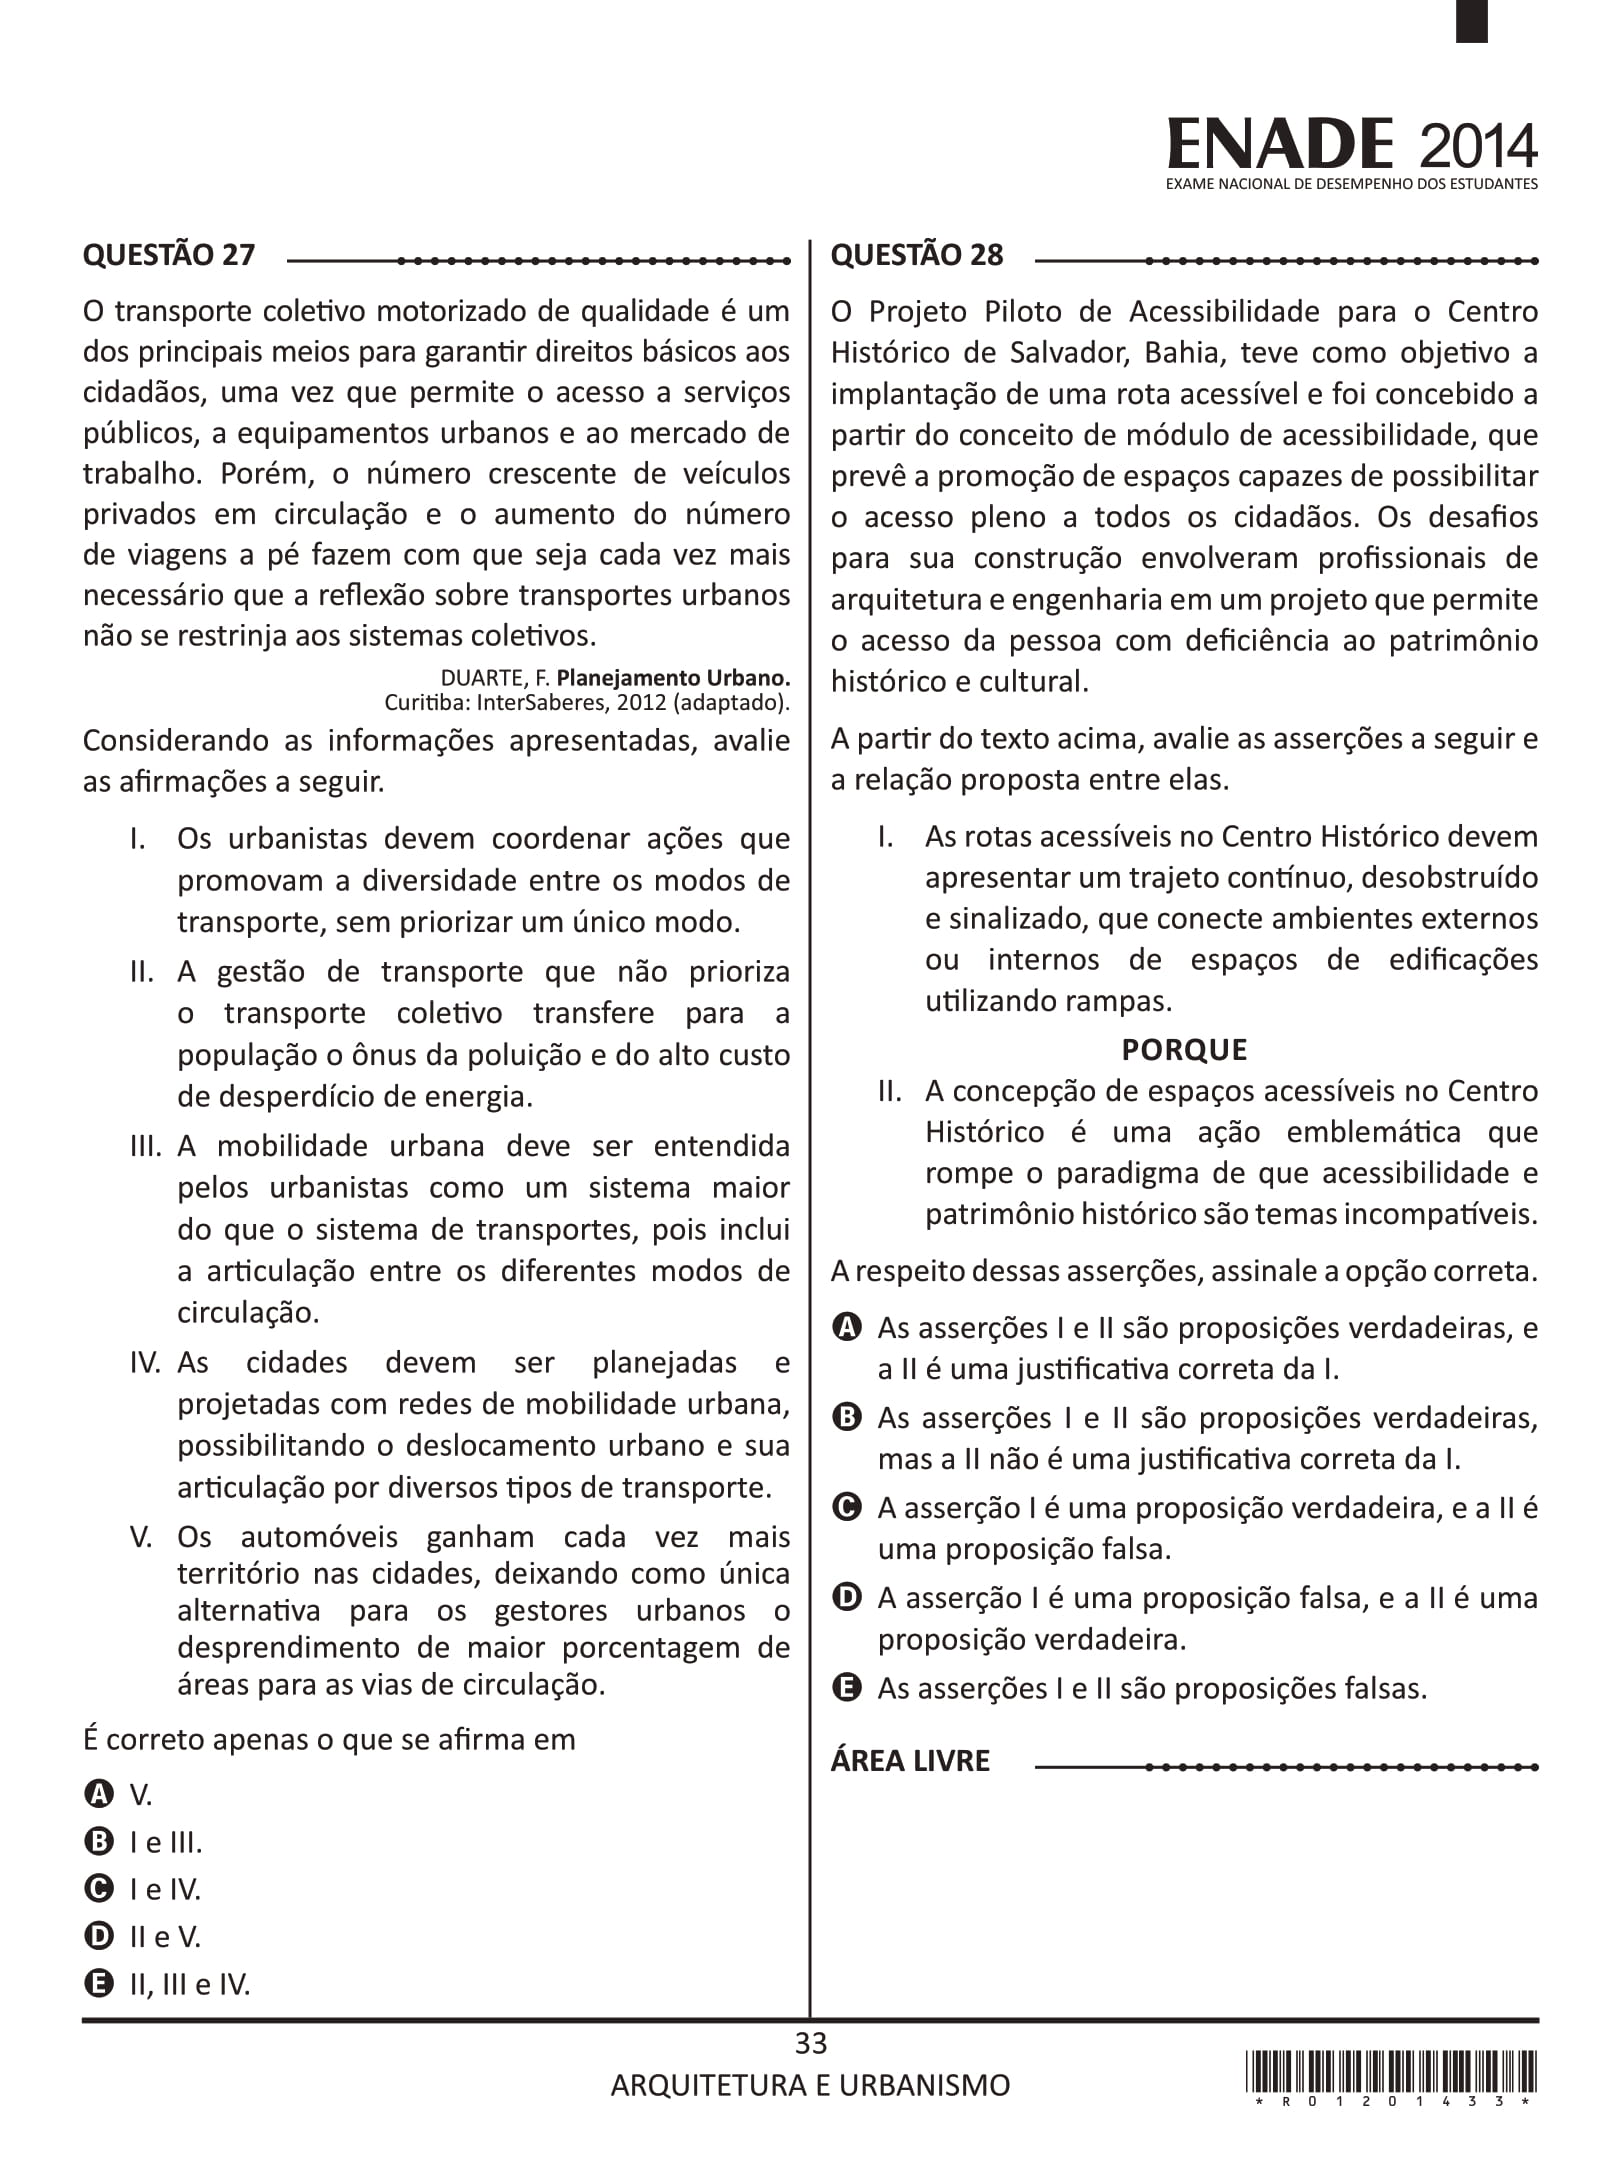 ENADE 2014
EXAME NACIONAL DE DESEMPENHO DOS ESTUDANTES
QUESTÃO 27
O transporte coletivo motorizado de qualidade é um
dos principais meios para garantir direitos básicos aos
cidadãos, uma vez que permite o acesso a serviços
públicos, a equipamentos urbanos e ao mercado de
trabalho. Porém, o número crescente de veículos
privados em circulação e o aumento do número
de viagens a pé fazem com que seja cada vez mais
necessário que a reflexão sobre transportes urbanos
não se restrinja aos sistemas coletivos.
DUARTE, F. Planejamento Urbano.
Curitiba: InterSaberes, 2012 (adaptado).
Considerando as informações apresentadas, avalie
as afirmações a seguir.
I. Os urbanistas devem coordenar ações que
promovam a diversidade entre os modos de
transporte, sem priorizar um único modo.
II. A gestão de transporte que não prioriza
o transporte coletivo transfere para a
população o ônus da poluição e do alto custo
de desperdício de energia.
III. A mobilidade urbana deve ser entendida
pelos urbanistas como um sistema maior
do que o sistema de transportes, pois inclui
a articulação entre os diferentes modos de
circulação.
IV. As cidades devem ser planejadas e
projetadas com redes de mobilidade urbana,
possibilitando o deslocamento urbano e sua
articulação por diversos tipos de transporte.
V. Os automóveis ganham cada vez mais
território nas cidades, deixando como única
alternativa para os gestores urbanos o
desprendimento de maior porcentagem de
áreas para as vias de circulação.
É correto apenas o que se afirma em
A V.
B I e III.
C I e IV.
D II e V.
E II, III e IV.
QUESTÃO 28
O Projeto Piloto de Acessibilidade para o Centro
Histórico de Salvador, Bahia, teve como objetivo a
implantação de uma rota acessível e foi concebido a
partir do conceito de módulo de acessibilidade, que
prevê a promoção de espaços capazes de possibilitar
o acesso pleno a todos os cidadãos. Os desafios
para sua construção envolveram profissionais de
arquitetura e engenharia em um projeto que permite
o acesso da pessoa com deficiência ao patrimônio
histórico e cultural.
A partir do texto acima, avalie as asserções a seguir e
a relação proposta entre elas.
I. As rotas acessíveis no Centro Histórico devem
apresentar um trajeto contínuo, desobstruído
e sinalizado, que conecte ambientes externos
ou internos de espaços de edificações
utilizando rampas.
PORQUE
II. A concepção de espaços acessíveis no Centro
Histórico é uma ação emblemática que
rompe o paradigma de que acessibilidade e
patrimônio histórico são temas incompatíveis.
A respeito dessas asserções, assinale a opção correta.
A As asserções I e II são proposições verdadeiras, e
a II é uma justificativa correta da I.
B As asserções I e II são proposições verdadeiras,
mas a II não é uma justificativa correta da I.
C A asserção I é uma proposição verdadeira, e a II é
uma proposição falsa.
D A asserção I é uma proposição falsa, e a II é uma
proposição verdadeira.
E As asserções I e II são proposições falsas.
ÁREA LIVRE
33
ARQUITETURA E URBANISMO
* R 0 1 2 0 1 4 3 3 *